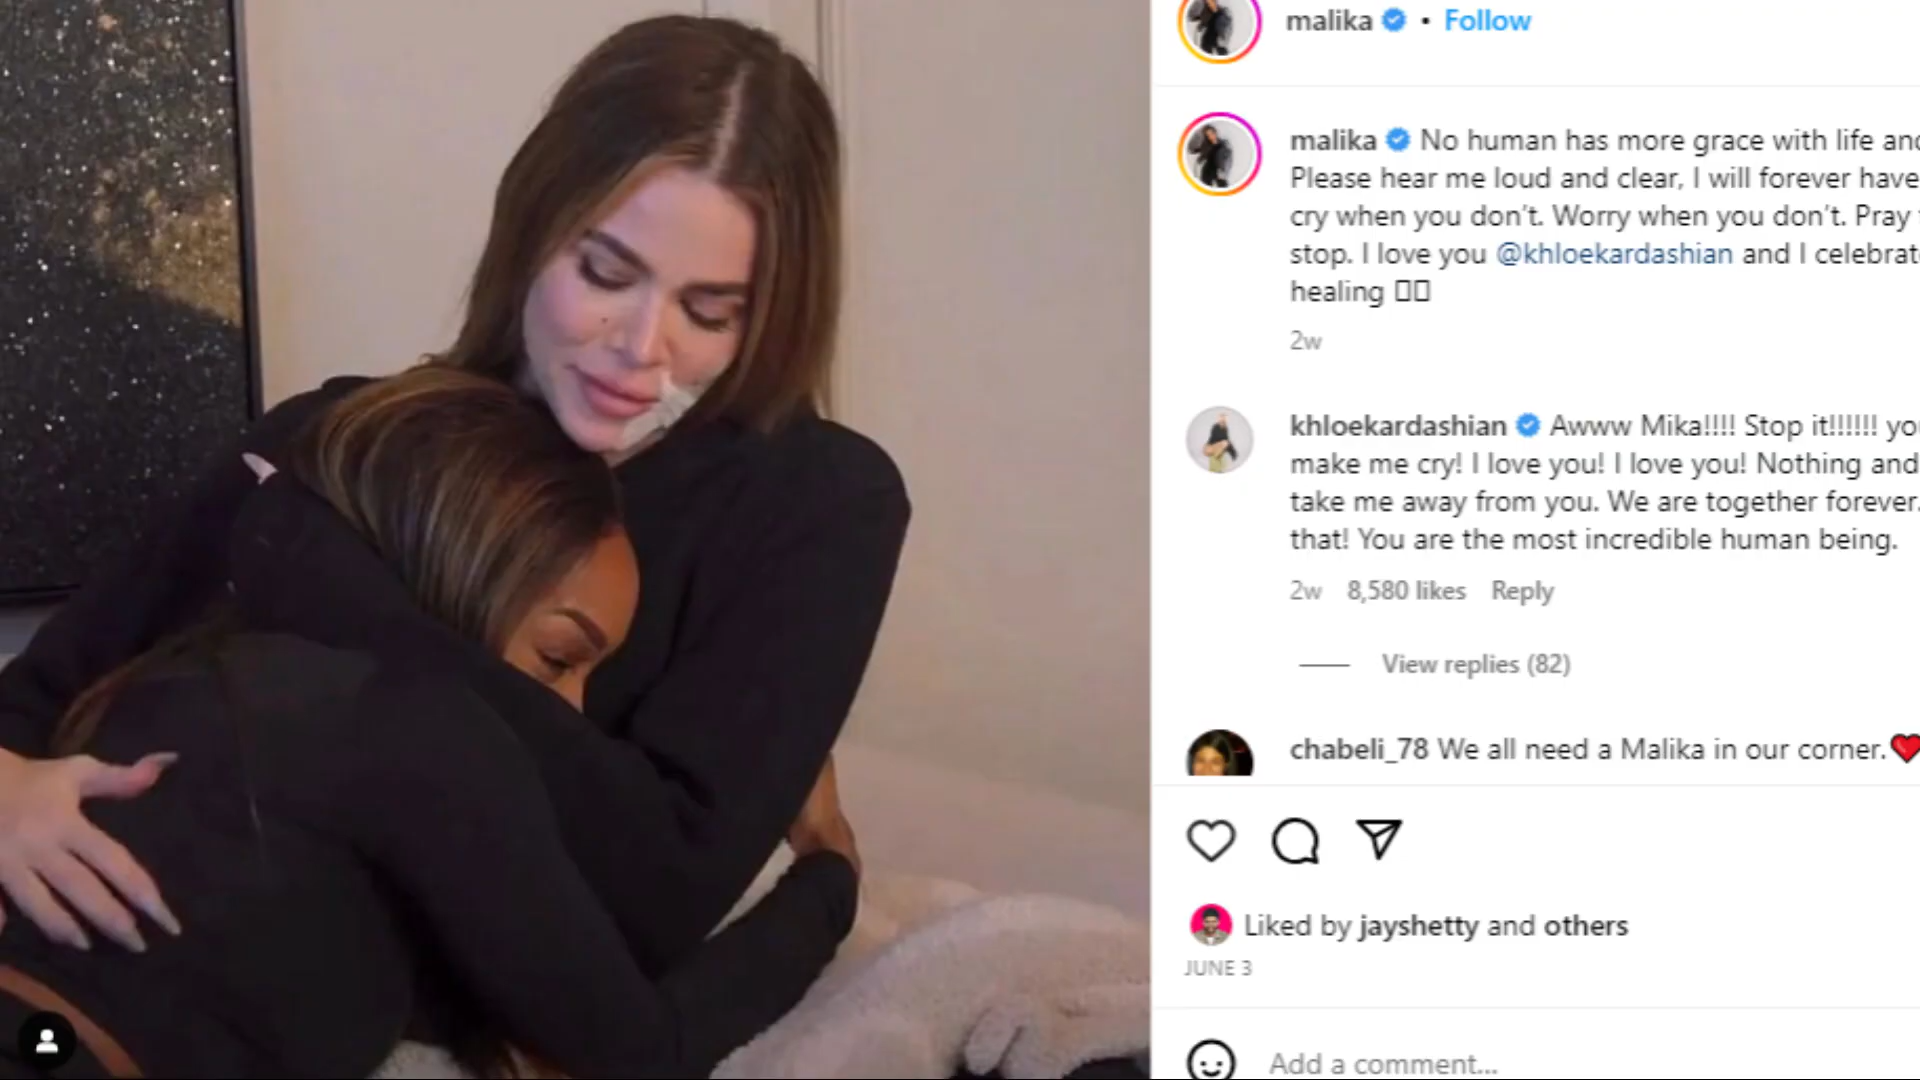 malika • Follow
malika No human has more grace with life and
Please hear me loud and clear, I will forever have
cry when you don’t. Worry when you don’t. Pray
stop. I love you @khloekardashian and I celebrate
healing
2w
khloekardashian Awww Mika!!!! Stop it!!!!!! you
make me cry! I love you! I love you! Nothing and
take me away from you. We are together forever.
that! You are the most incredible human being.
2w 8,580 likes Reply
View replies (82)
chabeli_78 We all need a Malika in our corner.❤️
Liked by jayshetty and others
JUNE 3
Add a comment...